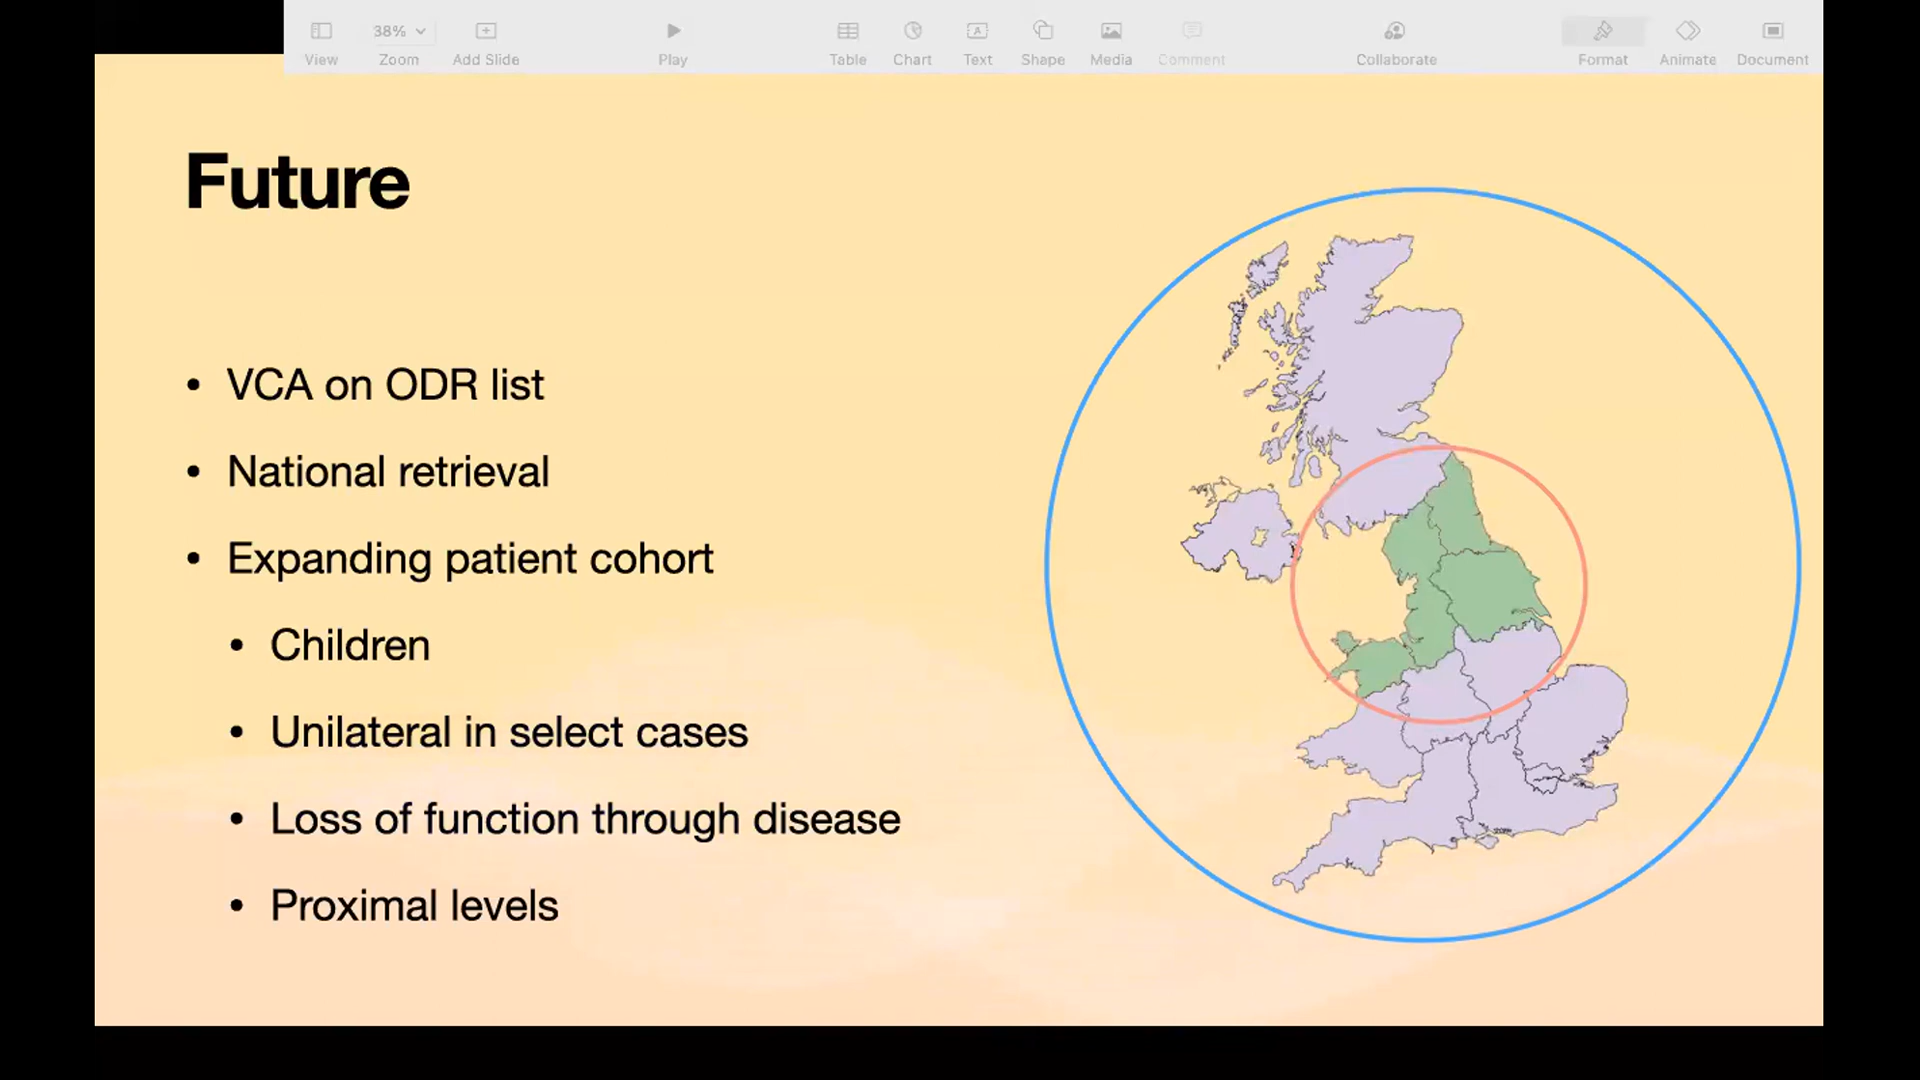 View
38%
Zoom
Add Slide
Play
Table
Chart
Text
Shape
Media
Comment
Collaborate
Format
Animate
Document
Future
• VCA on ODR list
• National retrieval
• Expanding patient cohort
• Children
• Unilateral in select cases
• Loss of function through disease
• Proximal levels